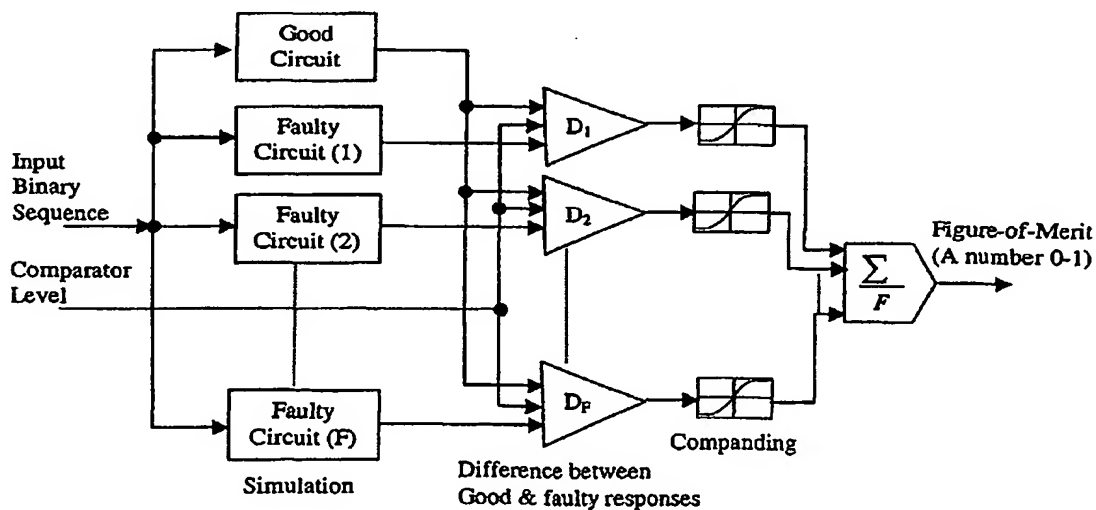 Good
Circuit
Faulty
Circuit (1)
Input
Binary
Sequence
Faulty
Circuit (2)
Comparator
Level
Faulty
Circuit (F)
Simulation
D1
D2
DF
Difference between
Good & faulty responses
Companding
Σ
F
Figure-of-Merit
(A number 0-1)